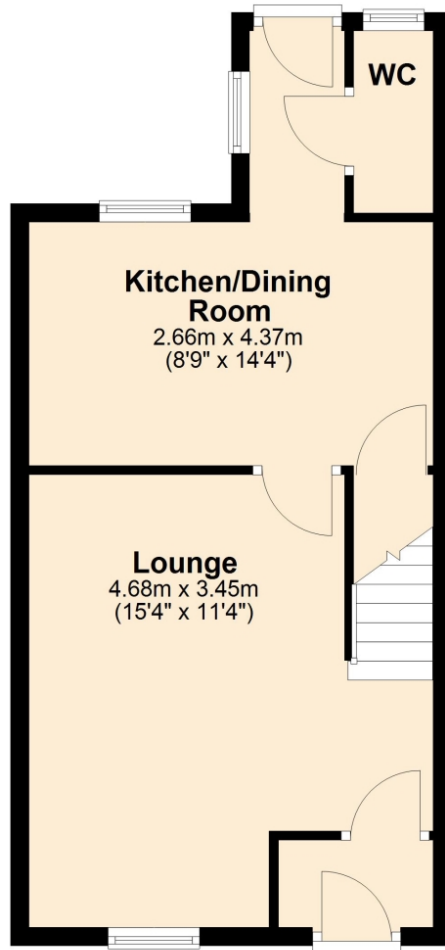 WC
Kitchen/Dining
Room
2.66m x 4.37m
(8'9" x 14'4")
Lounge
4.68m x 3.45m
(15'4" x 11'4")